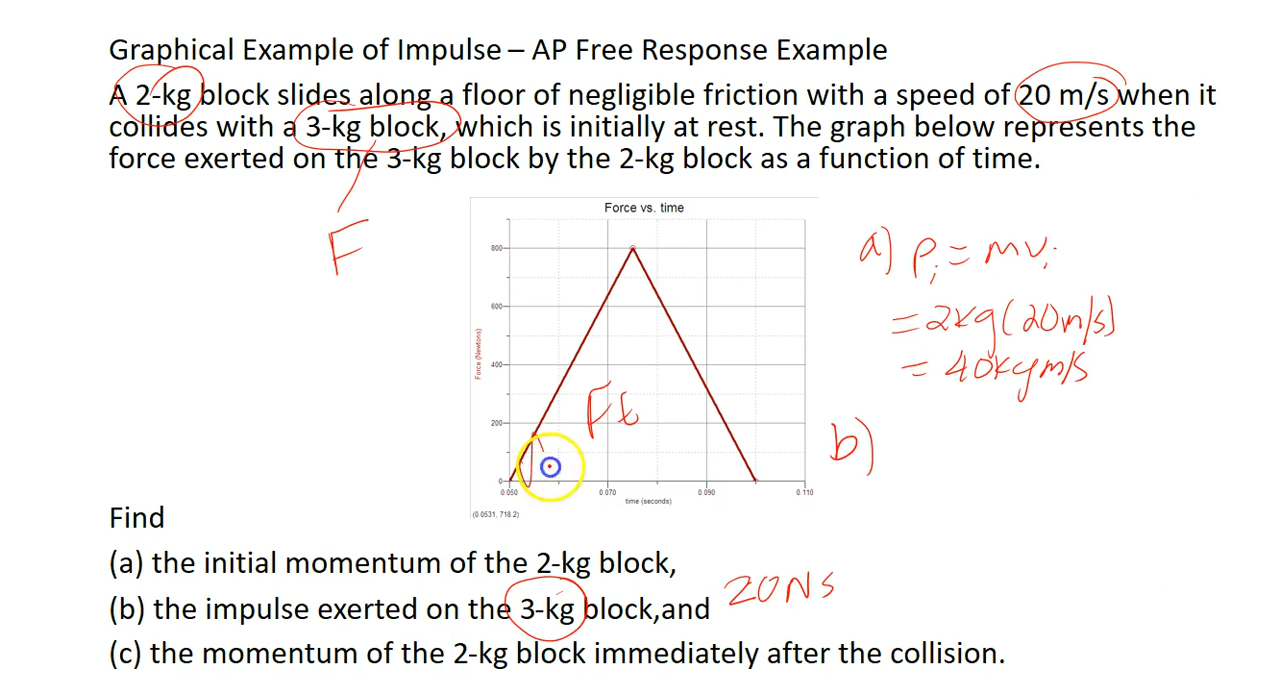 Graphical Example of Impulse – AP Free Response Example
A 2-kg block slides along a floor of negligible friction with a speed of 20 m/s when it
collides with a 3-kg block, which is initially at rest. The graph below represents the
force exerted on the 3-kg block by the 2-kg block as a function of time.
F
Force vs. time
800
600
400
200
0
Force (Newtons)
0.050
0.070
0.090
0.110
time (seconds)
(0.0531, 718.2)
Ft
a) Pi = mvi
= 2kg(20m/s)
= 40kgm/s
b)
Find
(a) the initial momentum of the 2-kg block,
(b) the impulse exerted on the 3-kg block,and
20Ns
(c) the momentum of the 2-kg block immediately after the collision.